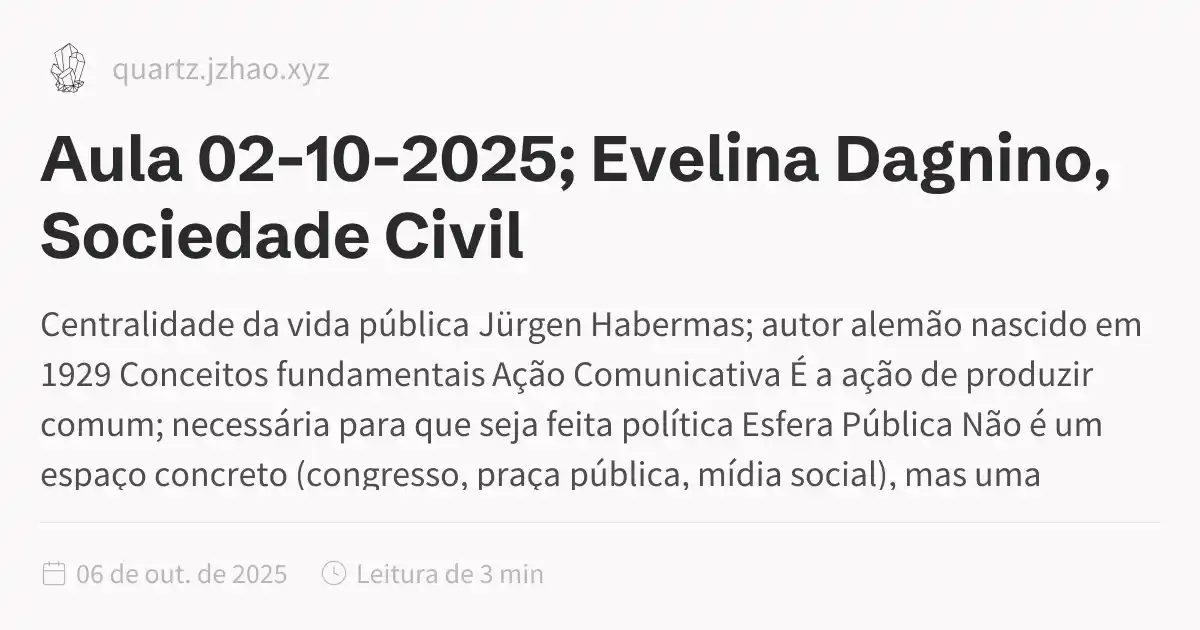 quartz.jzhao.xyz
Aula 02-10-2025; Evelina Dagnino,
Sociedade Civil
Centralidade da vida pública Jürgen Habermas; autor alemão nascido em
1929 Conceitos fundamentais Ação Comunicativa É a ação de produzir
comum; necessária para que seja feita política Esfera Pública Não é um
espaço concreto (congresso, praça pública, mídia social), mas uma
06 de out. de 2025 Leitura de 3 min